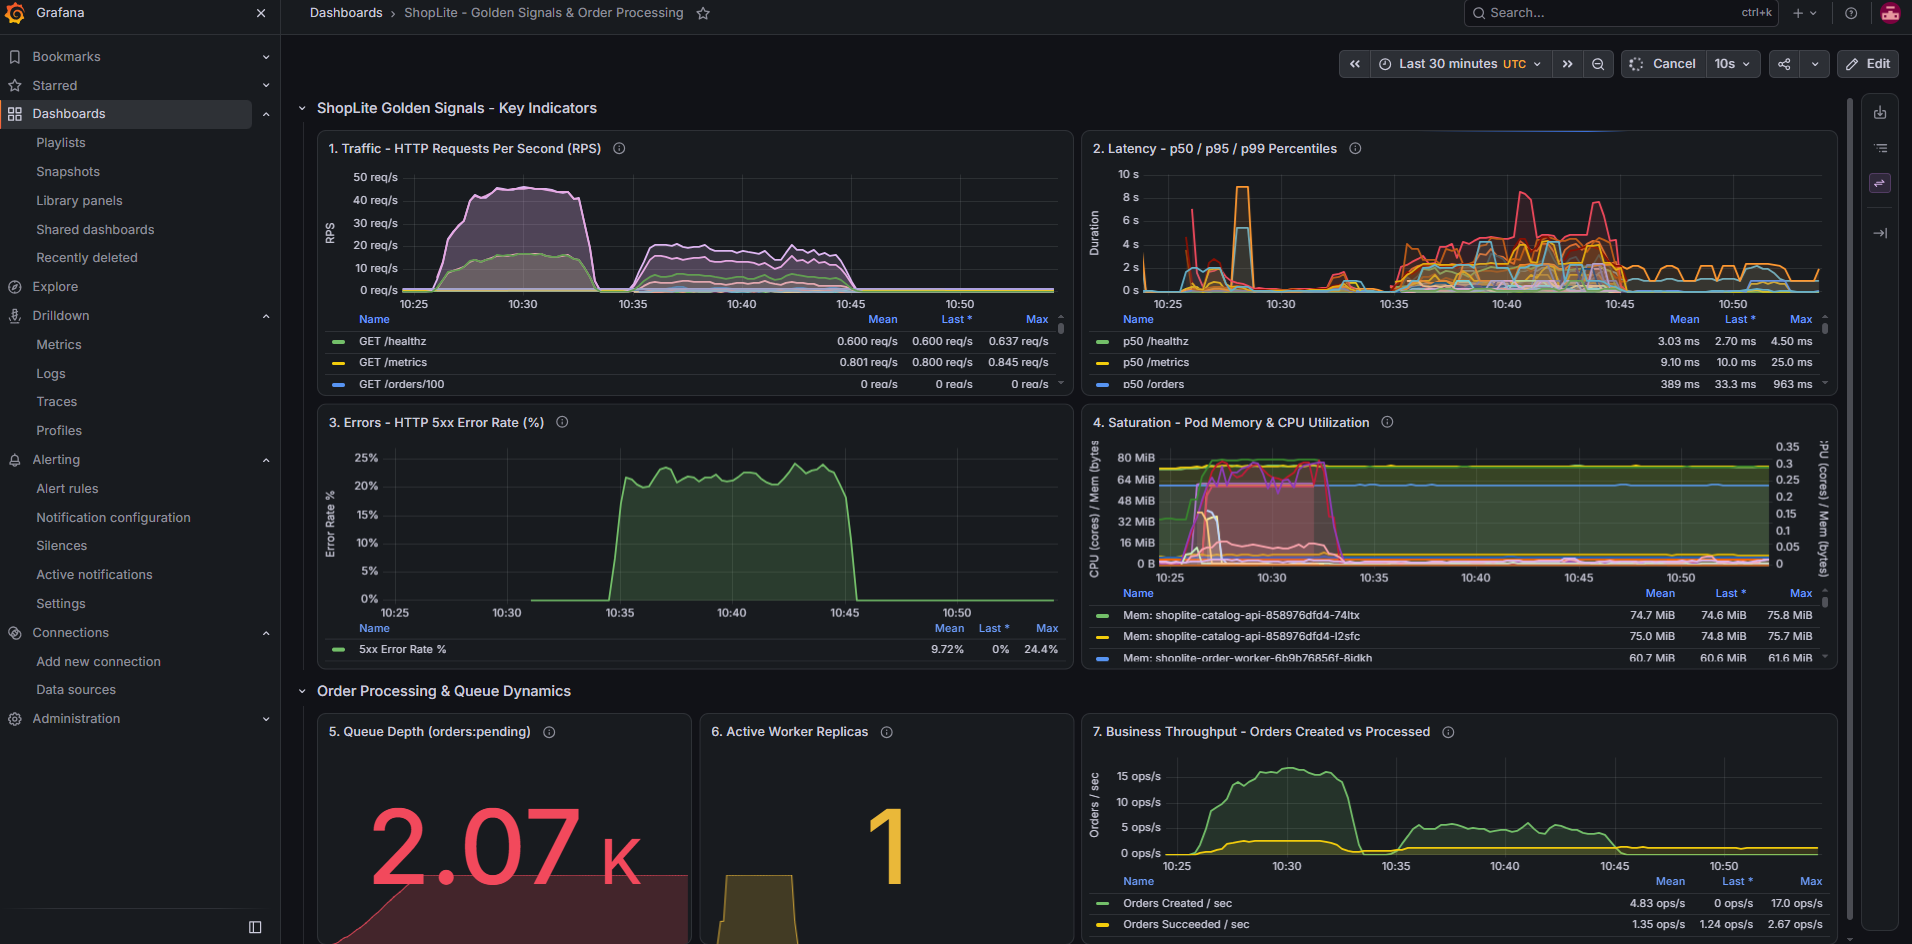 Grafana
Dashboards › ShopLite - Golden Signals & Order Processing
Search...
ctrl+k
Bookmarks
Starred
Dashboards
Playlists
Snapshots
Library panels
Shared dashboards
Recently deleted
Explore
Drilldown
Metrics
Logs
Traces
Profiles
Alerting
Alert rules
Notification configuration
Silences
Active notifications
Settings
Connections
Add new connection
Data sources
Administration
Last 30 minutes UTC
Cancel
10s
Edit
ShopLite Golden Signals - Key Indicators
1. Traffic - HTTP Requests Per Second (RPS)
RPS
50 req/s
40 req/s
30 req/s
20 req/s
10 req/s
0 req/s
10:25 10:30 10:35 10:40 10:45 10:50
Name Mean Last * Max
GET /healthz 0.600 req/s 0.600 req/s 0.637 req/s
GET /metrics 0.801 req/s 0.800 req/s 0.845 req/s
GET /orders/100 0 req/s 0 req/s 0 req/s
2. Latency - p50 / p95 / p99 Percentiles
Duration
10 s
8 s
6 s
4 s
2 s
0 s
10:25 10:30 10:35 10:40 10:45 10:50
Name Mean Last * Max
p50 /healthz 3.03 ms 2.70 ms 4.50 ms
p50 /metrics 9.10 ms 10.0 ms 25.0 ms
p50 /orders 389 ms 33.3 ms 963 ms
3. Errors - HTTP 5xx Error Rate (%)
Error Rate %
25%
20%
15%
10%
5%
0%
10:25 10:30 10:35 10:40 10:45 10:50
Name Mean Last * Max
5xx Error Rate % 9.72% 0% 24.4%
4. Saturation - Pod Memory & CPU Utilization
CPU (cores) / Mem (bytes
80 MiB
64 MiB
48 MiB
32 MiB
16 MiB
0 B
0.35
0.3
0.25
0.2
0.15
0.1
0.05
0
PU (cores) / Mem (bytes)
10:25 10:30 10:35 10:40 10:45 10:50
Name Mean Last * Max
Mem: shoplite-catalog-api-858976dfd4-74ltx 74.7 MiB 74.6 MiB 75.8 MiB
Mem: shoplite-catalog-api-858976dfd4-l2sfc 75.0 MiB 74.8 MiB 75.7 MiB
Mem: shoplite-order-worker-6b9b76856f-8jdkh 60.7 MiB 60.6 MiB 61.6 MiB
Order Processing & Queue Dynamics
5. Queue Depth (orders:pending)
2.07 K
6. Active Worker Replicas
1
7. Business Throughput - Orders Created vs Processed
Orders / sec
15 ops/s
10 ops/s
5 ops/s
0 ops/s
10:25 10:30 10:35 10:40 10:45 10:50
Name Mean Last * Max
Orders Created / sec 4.83 ops/s 0 ops/s 17.0 ops/s
Orders Succeeded / sec 1.35 ops/s 1.24 ops/s 2.67 ops/s